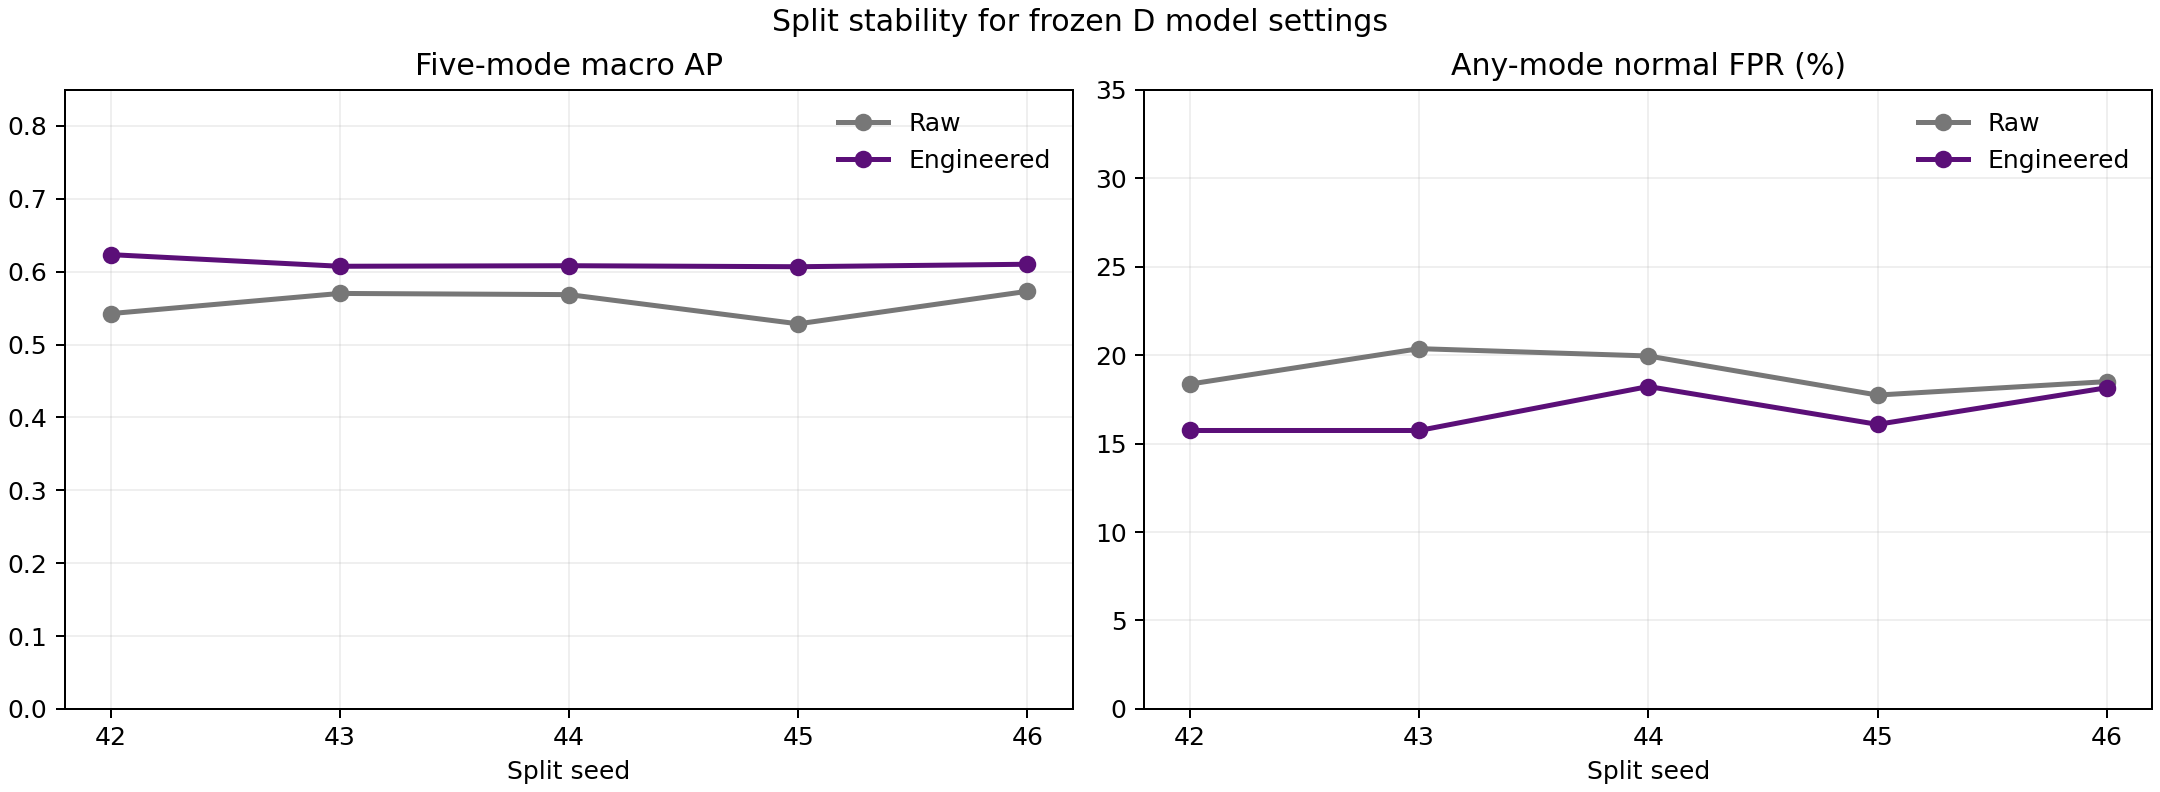 Split stability for frozen D model settings
Five-mode macro AP
0.8
0.7
0.6
0.5
0.4
0.3
0.2
0.1
0.0
42 43 44 45 46
Split seed
Raw
Engineered
Any-mode normal FPR (%)
35
30
25
20
15
10
5
0
42 43 44 45 46
Split seed
Raw
Engineered